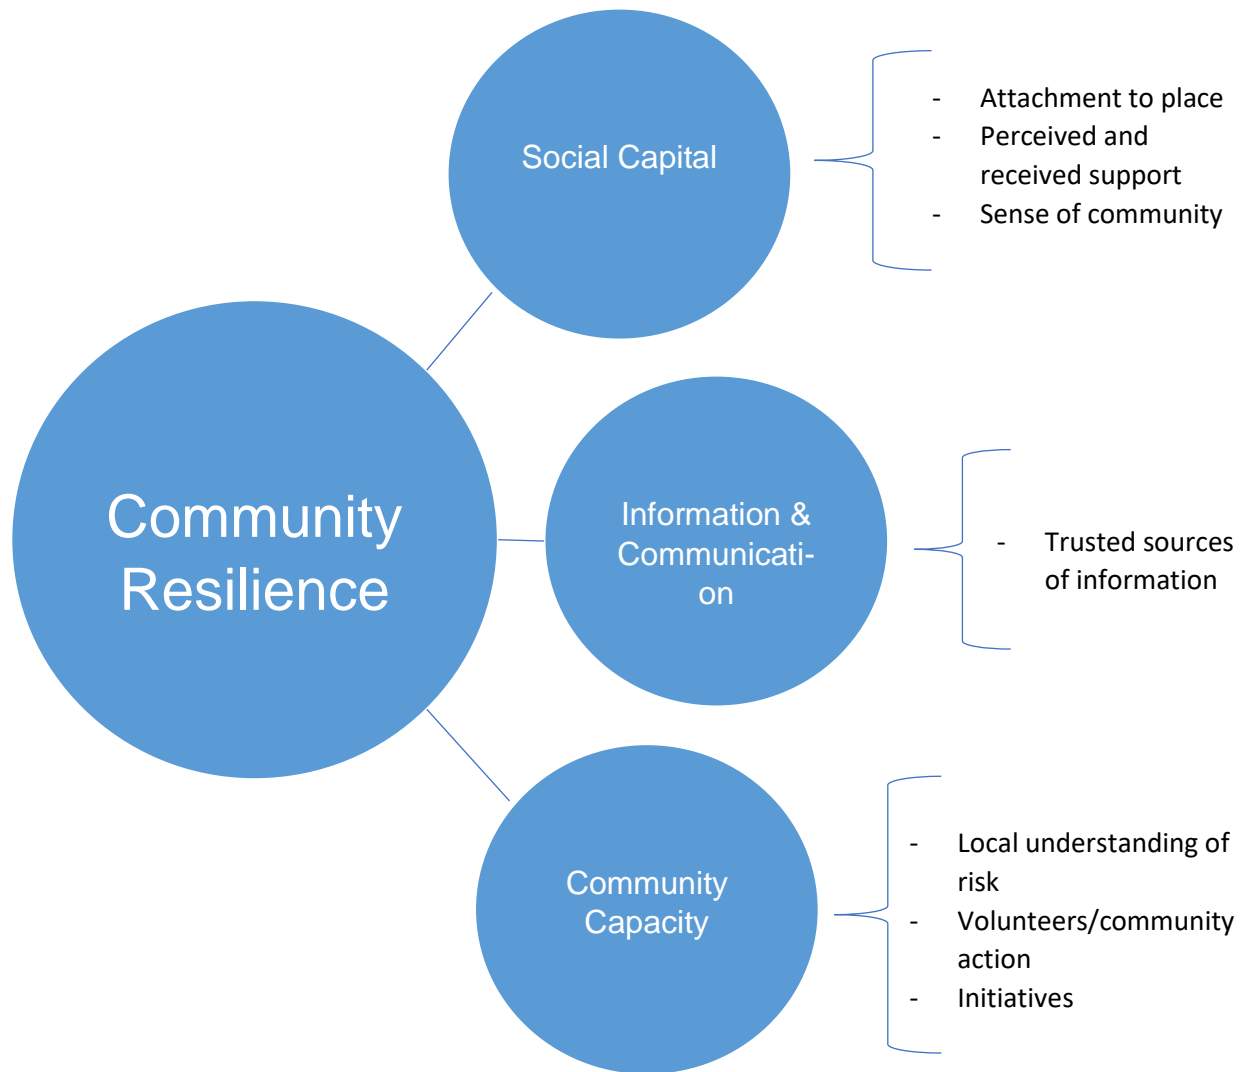 Social Capital
- Attachment to place
- Perceived and
received support
- Sense of community
Community
Resilience
Information &
Communicati-
on
- Trusted sources
of information
Community
Capacity
- Local understanding of
risk
- Volunteers/community
action
- Initiatives